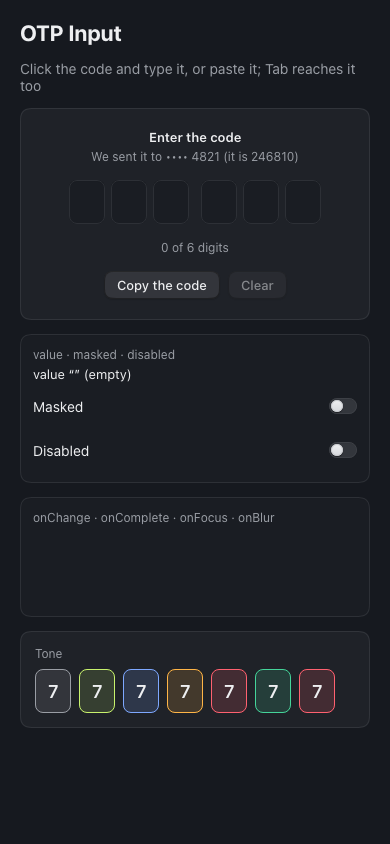 OTP Input
Click the code and type it, or paste it; Tab reaches it
too
Enter the code
We sent it to •••• 4821 (it is 246810)
0 of 6 digits
Copy the code
Clear
value · masked · disabled
value “” (empty)
Masked
Disabled
onChange · onComplete · onFocus · onBlur
Tone
7 7 7 7 7 7 7